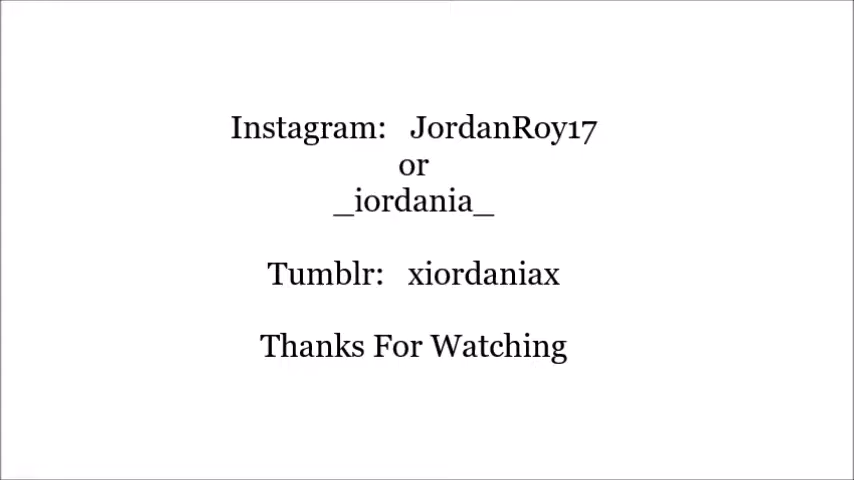 Instagram: JordanRoy17
or
_iordania_
Tumblr: xiordaniax
Thanks For Watching